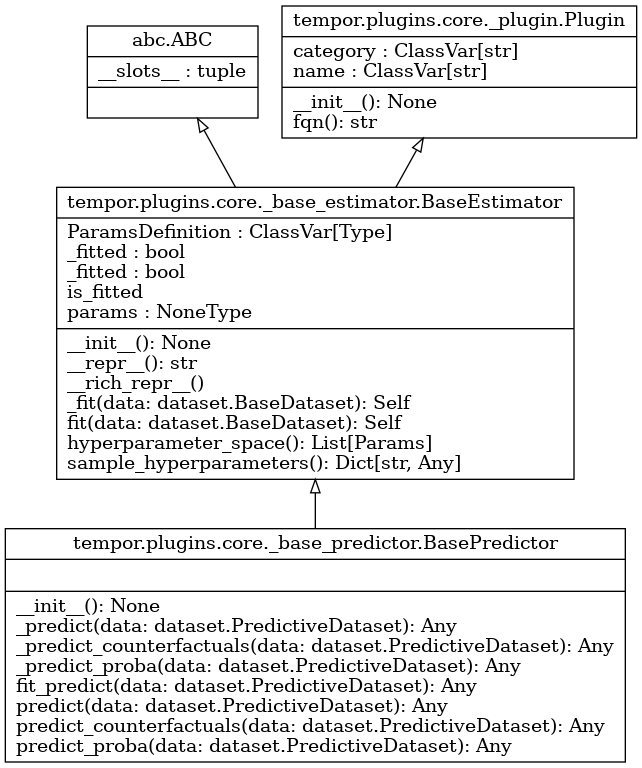 abc.ABC
__slots__ : tuple
tempor.plugins.core._plugin.Plugin
category : ClassVar[str]
name : ClassVar[str]
__init__(): None
fqn(): str
tempor.plugins.core._base_estimator.BaseEstimator
ParamsDefinition : ClassVar[Type]
_fitted : bool
_fitted : bool
is_fitted
params : NoneType
__init__(): None
__repr__(): str
__rich_repr__()
_fit(data: dataset.BaseDataset): Self
fit(data: dataset.BaseDataset): Self
hyperparameter_space(): List[Params]
sample_hyperparameters(): Dict[str, Any]
tempor.plugins.core._base_predictor.BasePredictor
__init__(): None
_predict(data: dataset.PredictiveDataset): Any
_predict_counterfactuals(data: dataset.PredictiveDataset): Any
_predict_proba(data: dataset.PredictiveDataset): Any
fit_predict(data: dataset.PredictiveDataset): Any
predict(data: dataset.PredictiveDataset): Any
predict_counterfactuals(data: dataset.PredictiveDataset): Any
predict_proba(data: dataset.PredictiveDataset): Any